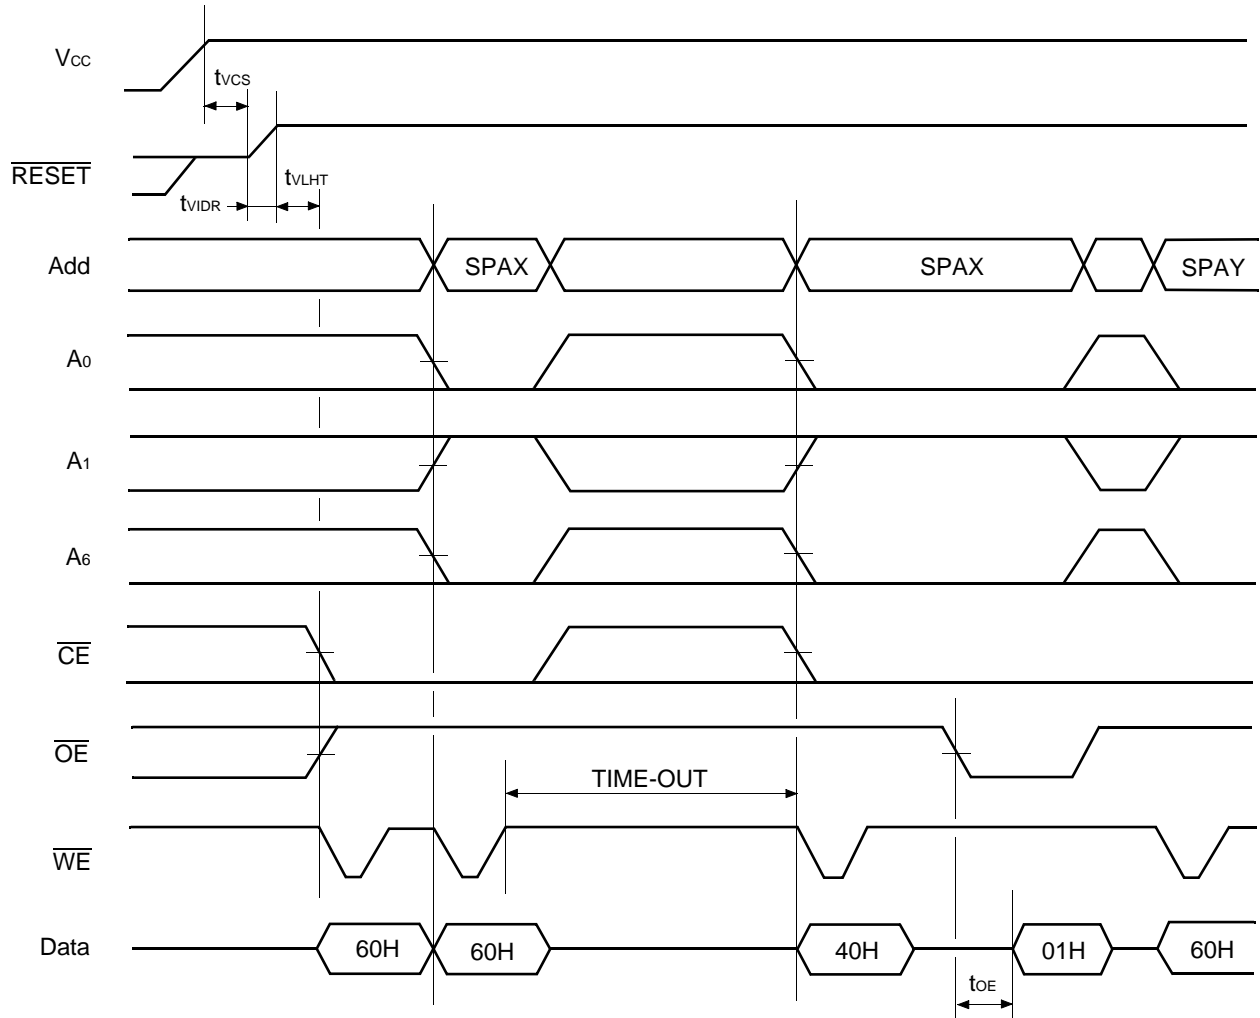 VCC
tVCS
RESET
tVLHT
tVIDR
Add
SPAX
SPAX
SPAY
A0
A1
A6
CE
OE
TIME-OUT
WE
Data
60H
60H
40H
01H
60H
tOE